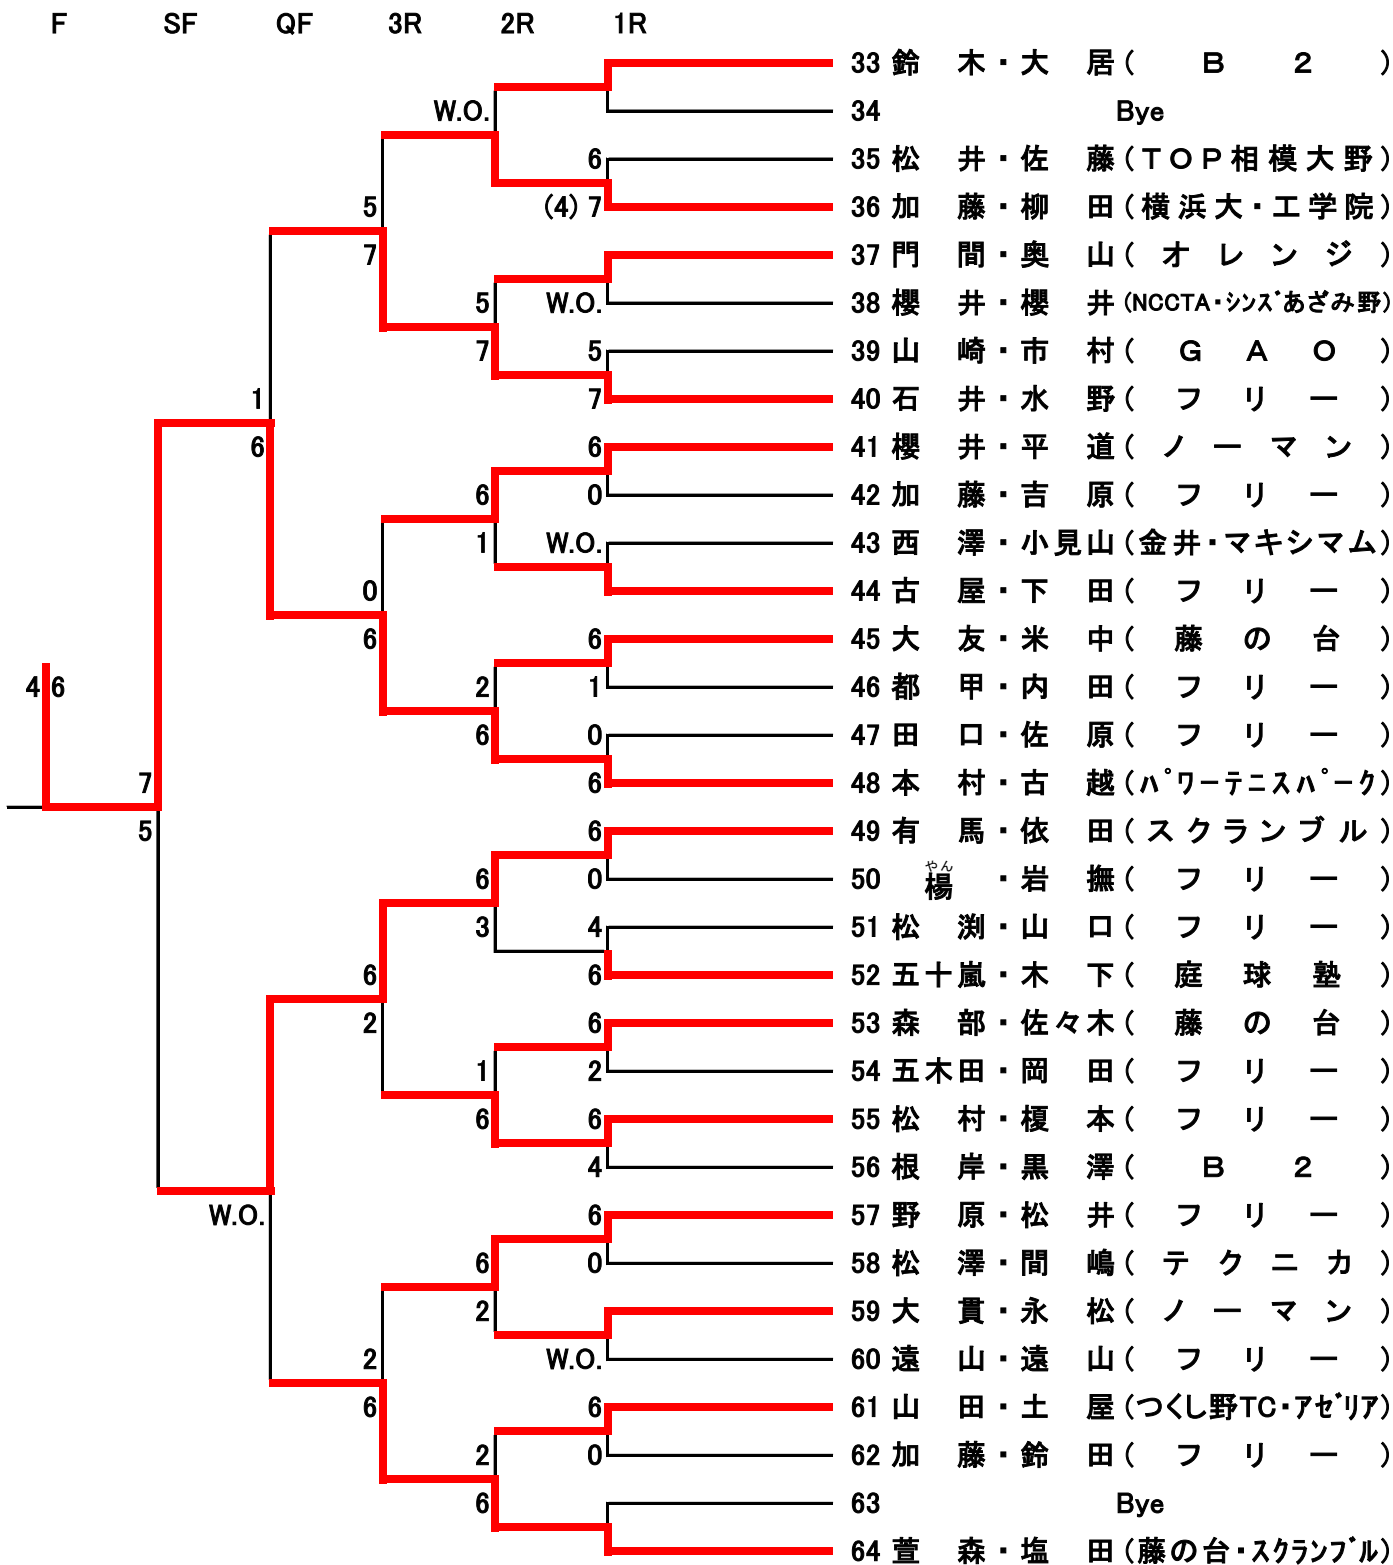 F SF QF 3R 2R 1R
33 鈴木・大居(B2)
W.O.
34 Bye
6 35 松井・佐藤(TOP相模大野)
5 (4) 7 36 加藤・柳田(横浜大・工学院)
7 37 門間・奥山(オレンジ)
5 W.O. 38 櫻井・櫻井(NCCTA・シンズあざみ野)
7 5 39 山崎・市村(GAO)
1 7 40 石井・水野(フリー)
6 6 41 櫻井・平道(ノーマン)
6 0 42 加藤・吉原(フリー)
1 W.O. 43 西澤・小見山(金井・マキシマム)
0 44 古屋・下田(フリー)
6 6 45 大友・米中(藤の台)
4 6 2 1 46 都甲・内田(フリー)
6 0 47 田口・佐原(フリー)
7 6 48 本村・古越(パワーテニスパーク)
5 6 49 有馬・依田(スクランブル)
やん
6 0 50 楊・岩撫(フリー)
3 4 51 松渕・山口(フリー)
6 6 52 五十嵐・木下(庭球塾)
2 6 53 森部・佐々木(藤の台)
1 2 54 五木田・岡田(フリー)
6 6 55 松村・榎本(フリー)
4 56 根岸・黒澤(B2)
W.O. 6 57 野原・松井(フリー)
6 0 58 松澤・間嶋(テクニカ)
2 59 大貫・永松(ノーマン)
2 W.O. 60 遠山・遠山(フリー)
6 6 61 山田・土屋(つくし野TC・アゼリア)
2 0 62 加藤・鈴田(フリー)
6 63 Bye
64 萱森・塩田(藤の台・スクランブル)